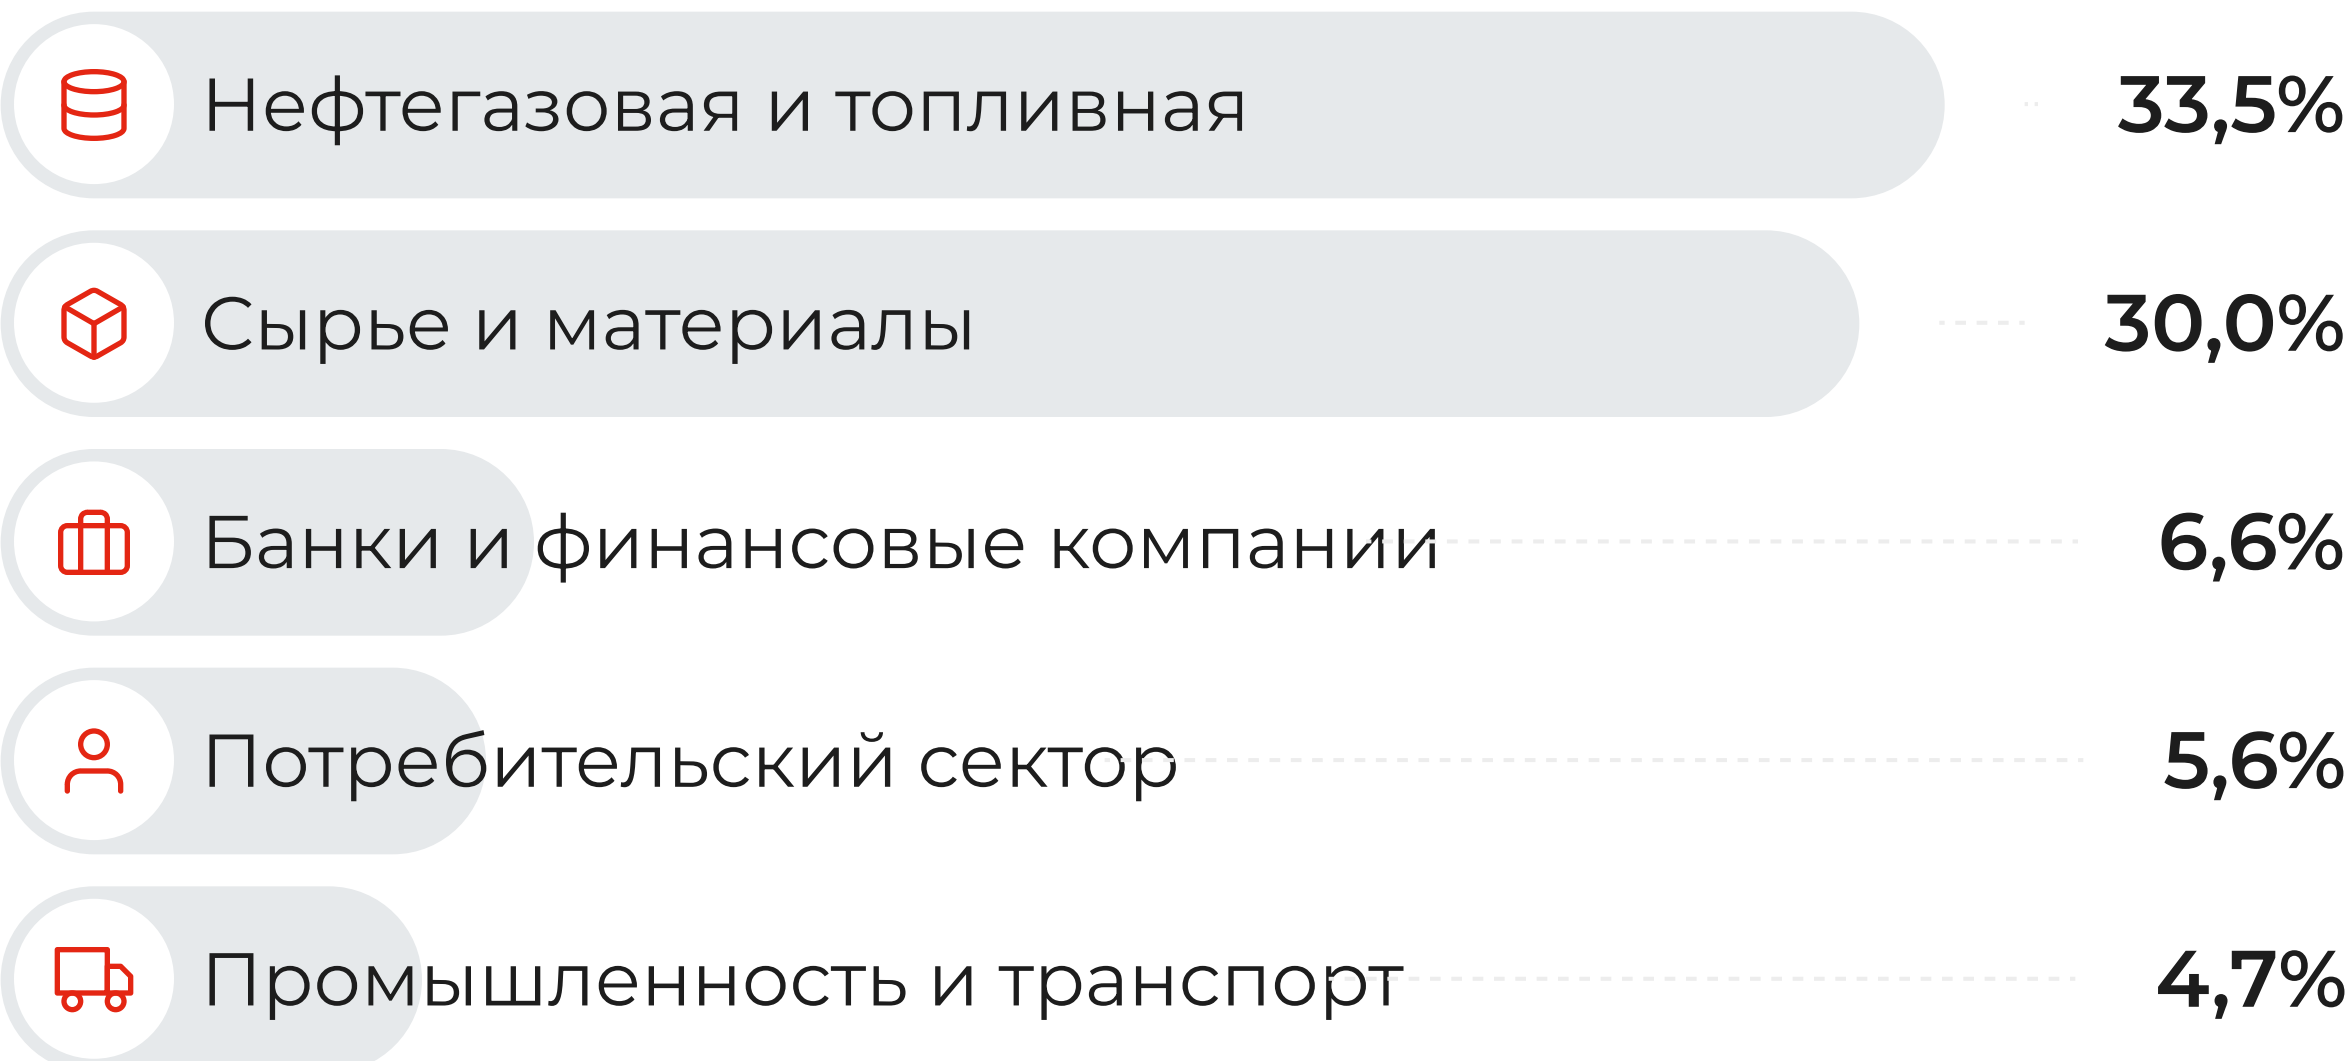 Нефтегазовая и топливная 33,5%
Сырье и материалы 30,0%
Банки и финансовые компании 6,6%
Потребительский сектор 5,6%
Промышленность и транспорт 4,7%